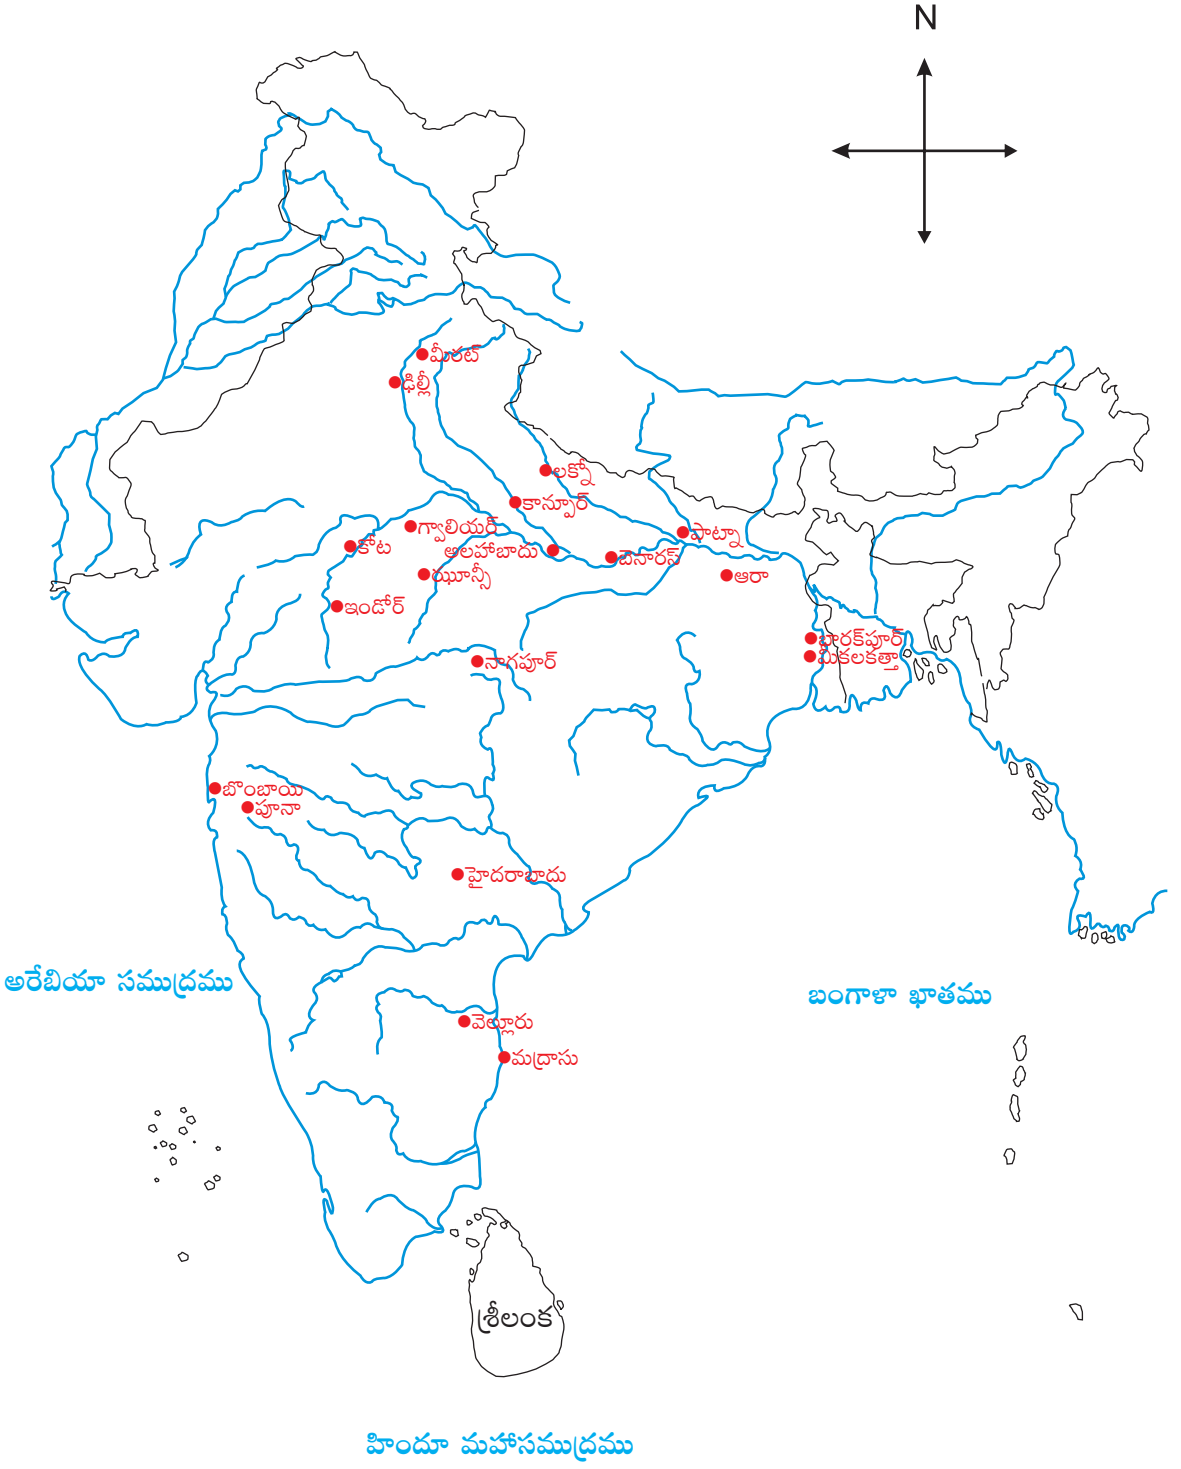 N
మీరట్
ఢిల్లీ
లక్నో
కాన్పూర్
గ్వాలియర్
పాట్నా
కోట
అలహాబాదు
బెనారస్
ఝాన్సీ
ఆరా
ఇండోర్
బారక్‌పూర్
మికలకత్తా
నాగపూర్
బొంబాయి
పూనా
హైదరాబాదు
అరేబియా సముద్రము
బంగాళా ఖాతము
వెల్లూరు
మద్రాసు
శ్రీలంక
హిందూ మహాసముద్రము